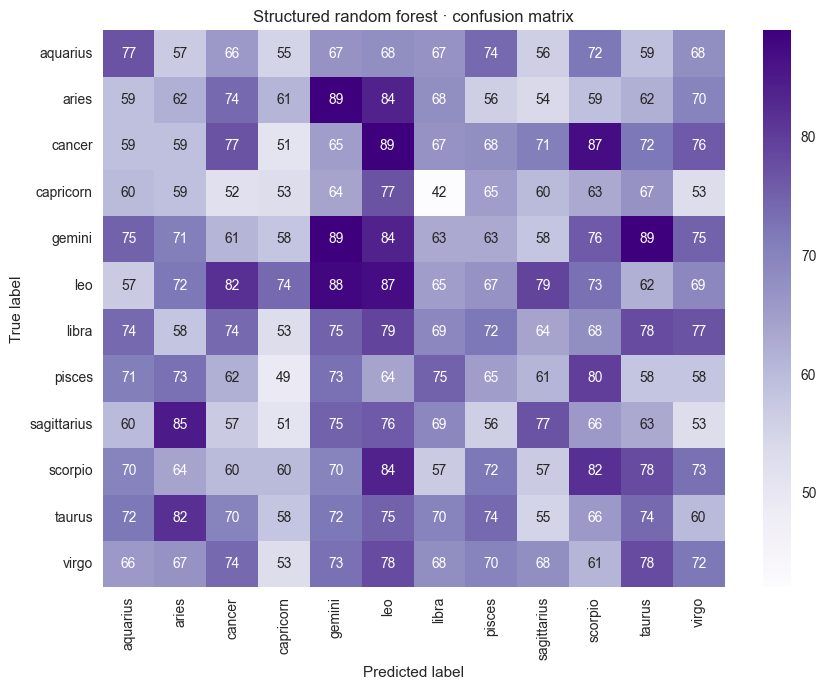 Structured random forest · confusion matrix
aquarius 77 57 66 55 67 68 67 74 56 72 59 68
aries 59 62 74 61 89 84 68 56 54 59 62 70
80
cancer 59 59 77 51 65 89 67 68 71 87 72 76
capricorn 60 59 52 53 64 77 42 65 60 63 67 53
70
gemini 75 71 61 58 89 84 63 63 58 76 89 75
True label
leo 57 72 82 74 88 87 65 67 79 73 62 69
libra 74 58 74 53 75 79 69 72 64 68 78 77
60
pisces 71 73 62 49 73 64 75 65 61 80 58 58
sagittarius 60 85 57 51 75 76 69 56 77 66 63 53
scorpio 70 64 60 60 70 84 57 72 57 82 78 73
50
taurus 72 82 70 58 72 75 70 74 55 66 74 60
virgo 66 67 74 53 73 78 68 70 68 61 78 72
aquarius aries cancer capricorn gemini leo libra pisces sagittarius scorpio taurus virgo
Predicted label